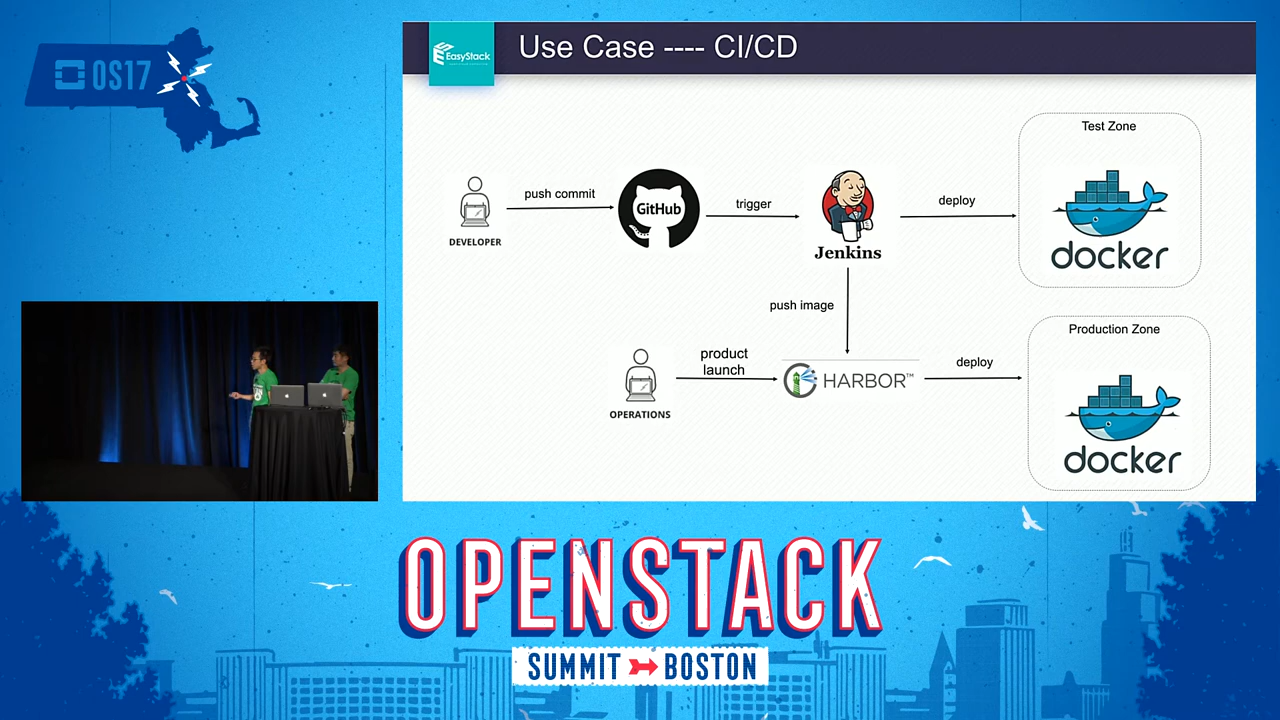 OS17
EasyStack
Use Case ---- CI/CD
Test Zone
push commit
GitHub
trigger
deploy
DEVELOPER
Jenkins
docker
push image
Production Zone
product
launch
HARBOR™
deploy
OPERATIONS
docker
OPENSTACK
SUMMIT BOSTON